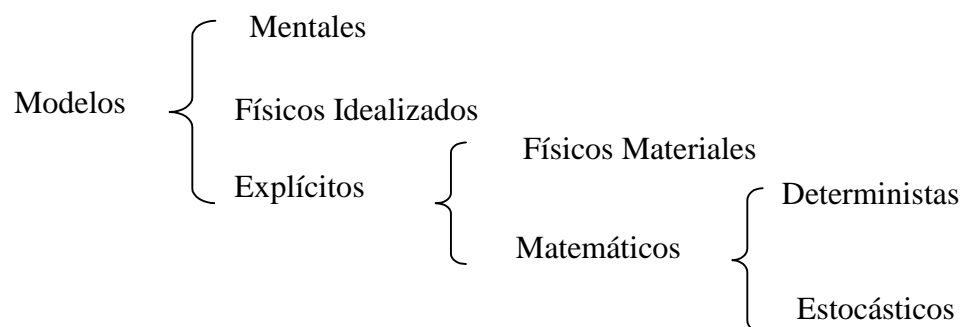 Mentales
Modelos
Físicos Idealizados
Físicos Materiales
Explícitos
Deterministas
Matemáticos
Estocásticos